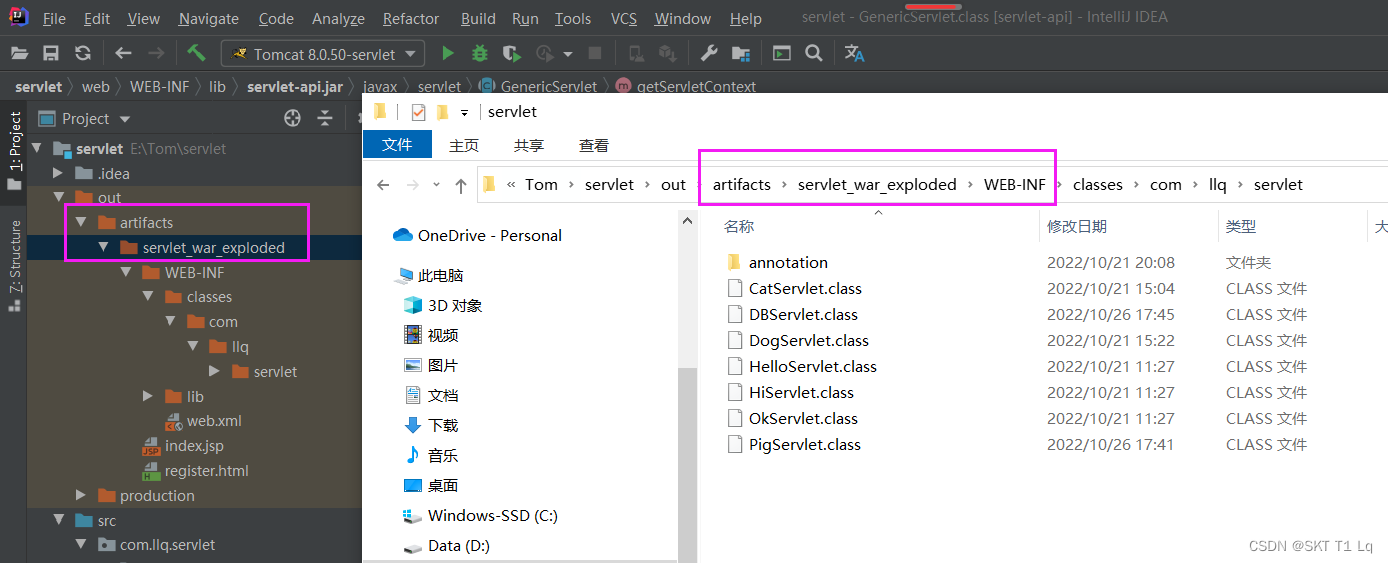 File Edit View Navigate Code Analyze Refactor Build Run Tools VCS Window Help servlet - GenericServlet.class [servlet-api] - IntelliJ IDEA
Tomcat 8.0.50-servlet
servlet web WEB-INF lib servlet-api.jar javax servlet GenericServlet getServletContext
1: Project
Z: Structure
Project
servlet E:\Tom\servlet
.idea
out
artifacts
servlet_war_exploded
WEB-INF
classes
com
llq
servlet
lib
web.xml
index.jsp
register.html
production
src
com.llq.servlet
servlet
文件 主页 共享 查看
« Tom › servlet › out › artifacts › servlet_war_exploded › WEB-INF › classes › com › llq › servlet
OneDrive - Personal
此电脑
3D 对象
视频
图片
文档
下载
音乐
桌面
Windows-SSD (C:)
Data (D:)
名称 修改日期 类型 大
annotation 2022/10/21 20:08 文件夹
CatServlet.class 2022/10/21 15:04 CLASS 文件
DBServlet.class 2022/10/26 17:45 CLASS 文件
DogServlet.class 2022/10/21 15:22 CLASS 文件
HelloServlet.class 2022/10/21 11:27 CLASS 文件
HiServlet.class 2022/10/21 11:27 CLASS 文件
OkServlet.class 2022/10/21 11:27 CLASS 文件
PigServlet.class 2022/10/26 17:41 CLASS 文件
CSDN @SKT T1 Lq